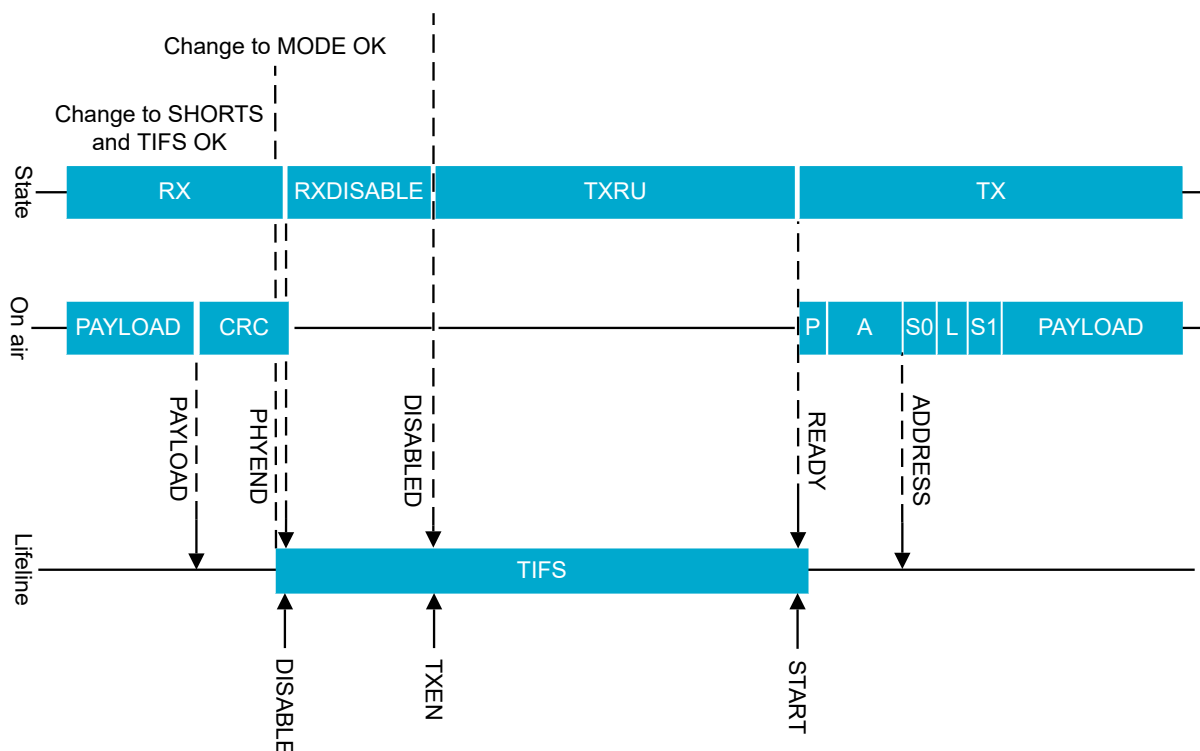 Change to MODE OK
Change to SHORTS
and TIFS OK
State
RX
RXDISABLE
TXRU
TX
On air
PAYLOAD
CRC
P
A
S0
L
S1
PAYLOAD
PAYLOAD
PHYEND
DISABLED
READY
ADDRESS
Lifeline
TIFS
DISABLE
TXEN
START